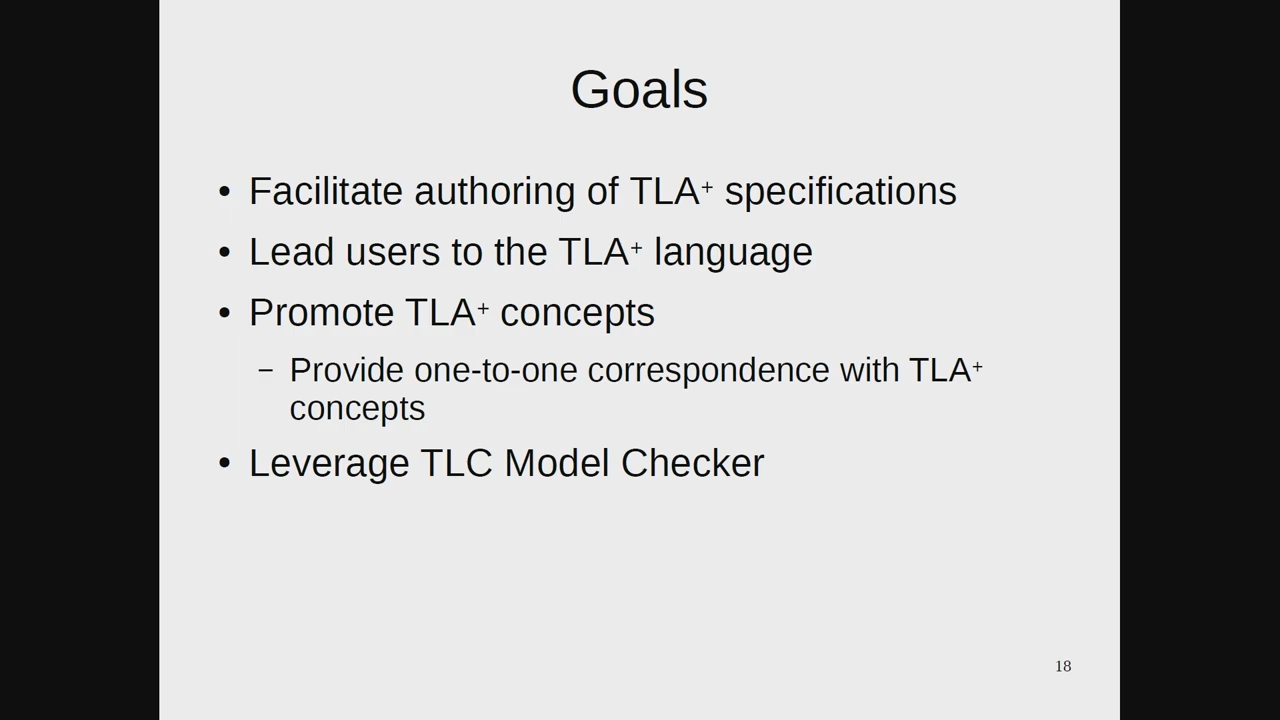 Goals
• Facilitate authoring of TLA⁺ specifications
• Lead users to the TLA⁺ language
• Promote TLA⁺ concepts
– Provide one-to-one correspondence with TLA⁺
concepts
• Leverage TLC Model Checker
18